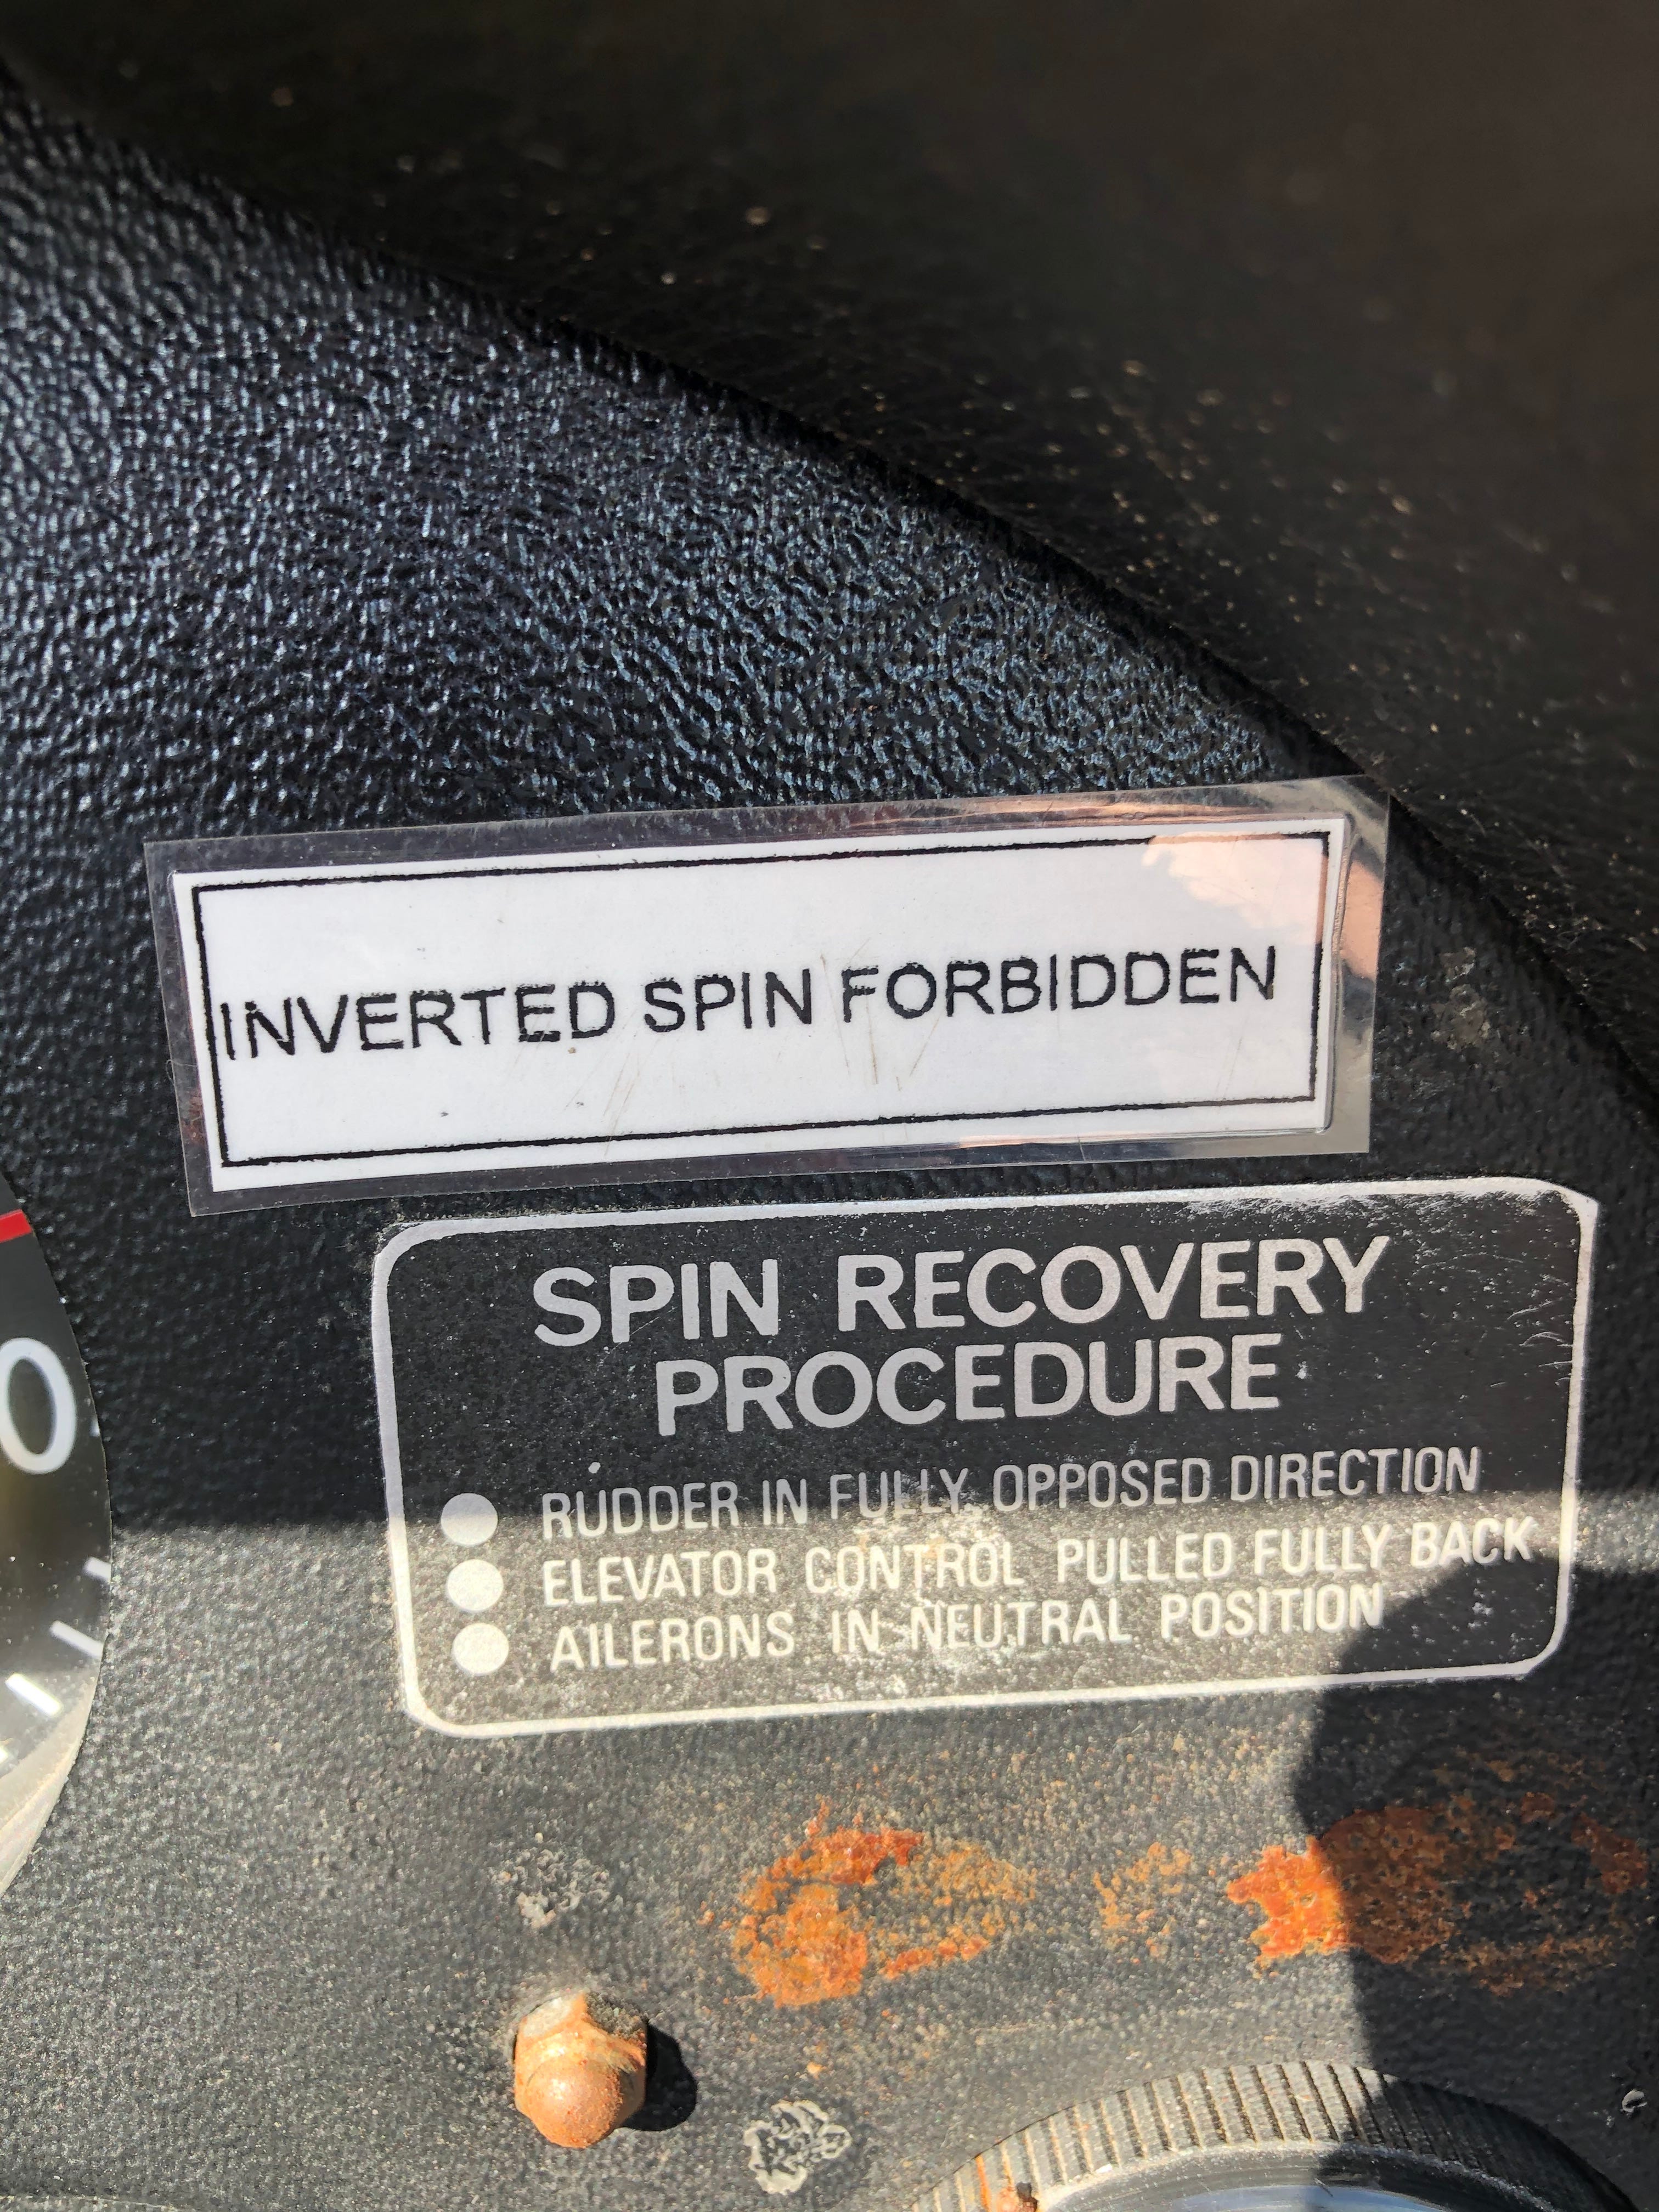 INVERTED SPIN FORBIDDEN
SPIN RECOVERY
PROCEDURE
RUDDER IN FULLY OPPOSED DIRECTION
ELEVATOR CONTROL PULLED FULLY BACK
AILERONS IN NEUTRAL POSITION
0